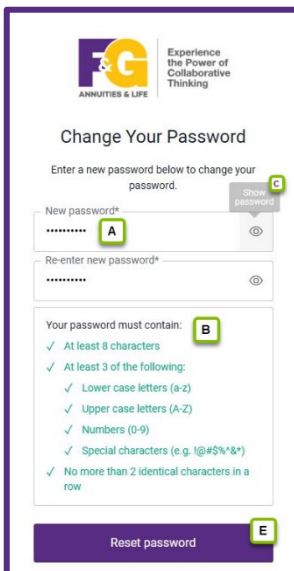 F&G
ANNUITIES & LIFE
Experience
the Power of
Collaborative
Thinking
Change Your Password
Enter a new password below to change your
password.
Show
password
C
New password*
••••••••••
A
Re-enter new password*
••••••••••
Your password must contain:
B
✓ At least 8 characters
✓ At least 3 of the following:
✓ Lower case letters (a-z)
✓ Upper case letters (A-Z)
✓ Numbers (0-9)
✓ Special characters (e.g. !@#$%^&*)
✓ No more than 2 identical characters in a
row
E
Reset password